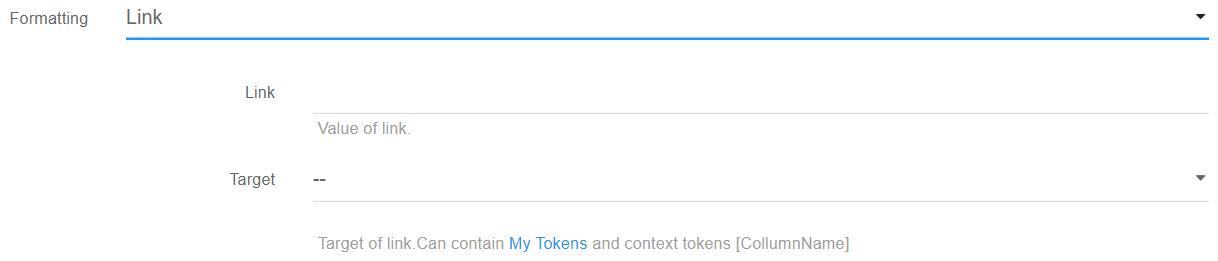 Formatting Link
Link
Value of link.
Target --
Target of link.Can contain My Tokens and context tokens [CollumnName]